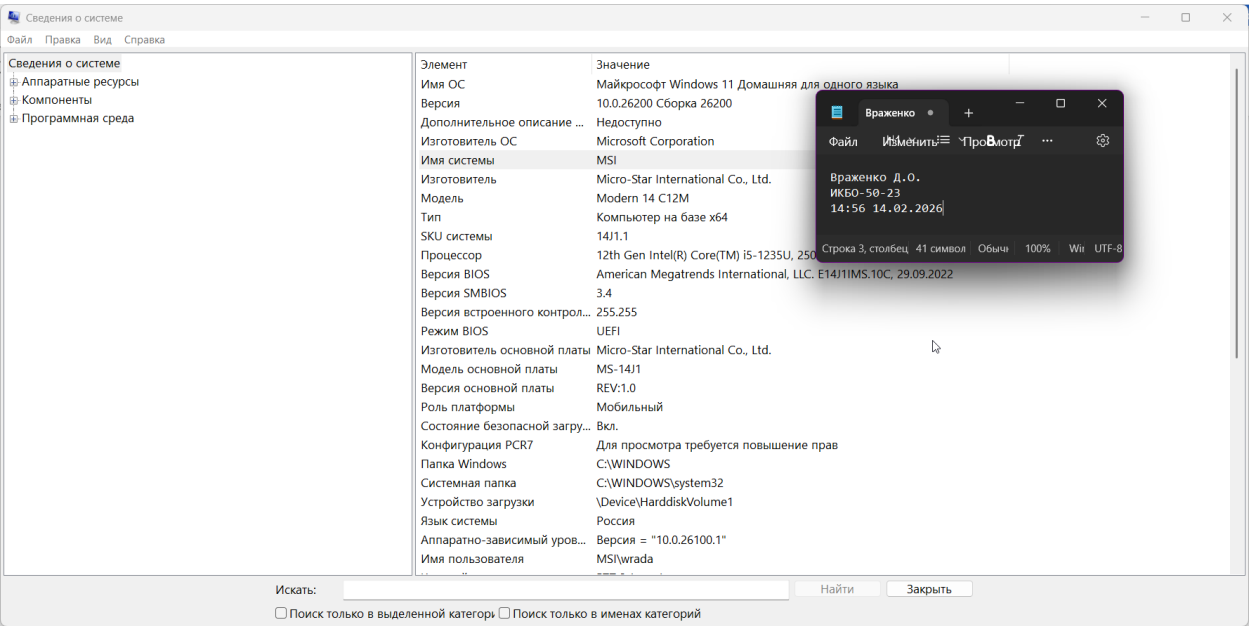 Сведения о системе
Файл Правка Вид Справка
Сведения о системе
Аппаратные ресурсы
Компоненты
Программная среда
Элемент Значение
Имя ОС Майкрософт Windows 11 Домашняя для одного языка
Версия 10.0.26200 Сборка 26200
Дополнительное описание ... Недоступно
Изготовитель ОС Microsoft Corporation
Имя системы MSI
Изготовитель Micro-Star International Co., Ltd.
Модель Modern 14 C12M
Тип Компьютер на базе x64
SKU системы 14J1.1
Процессор 12th Gen Intel(R) Core(TM) i5-1235U, 250
Версия BIOS American Megatrends International, LLC. E14J1IMS.10C, 29.09.2022
Версия SMBIOS 3.4
Версия встроенного контрол... 255.255
Режим BIOS UEFI
Изготовитель основной платы Micro-Star International Co., Ltd.
Модель основной платы MS-14J1
Версия основной платы REV:1.0
Роль платформы Мобильный
Состояние безопасной загру... Вкл.
Конфигурация PCR7 Для просмотра требуется повышение прав
Папка Windows C:\WINDOWS
Системная папка C:\WINDOWS\system32
Устройство загрузки \Device\HarddiskVolume1
Язык системы Россия
Аппаратно-зависимый уров... Версия = "10.0.26100.1"
Имя пользователя MSI\wrada
Враженко
Файл Изменить Просмотр
Враженко Д.О.
ИКБО-50-23
14:56 14.02.2026
Строка 3, столбец 41 символ Обычн 100% Wir UTF-8
Искать: Найти Закрыть
Поиск только в выделенной категори Поиск только в именах категорий